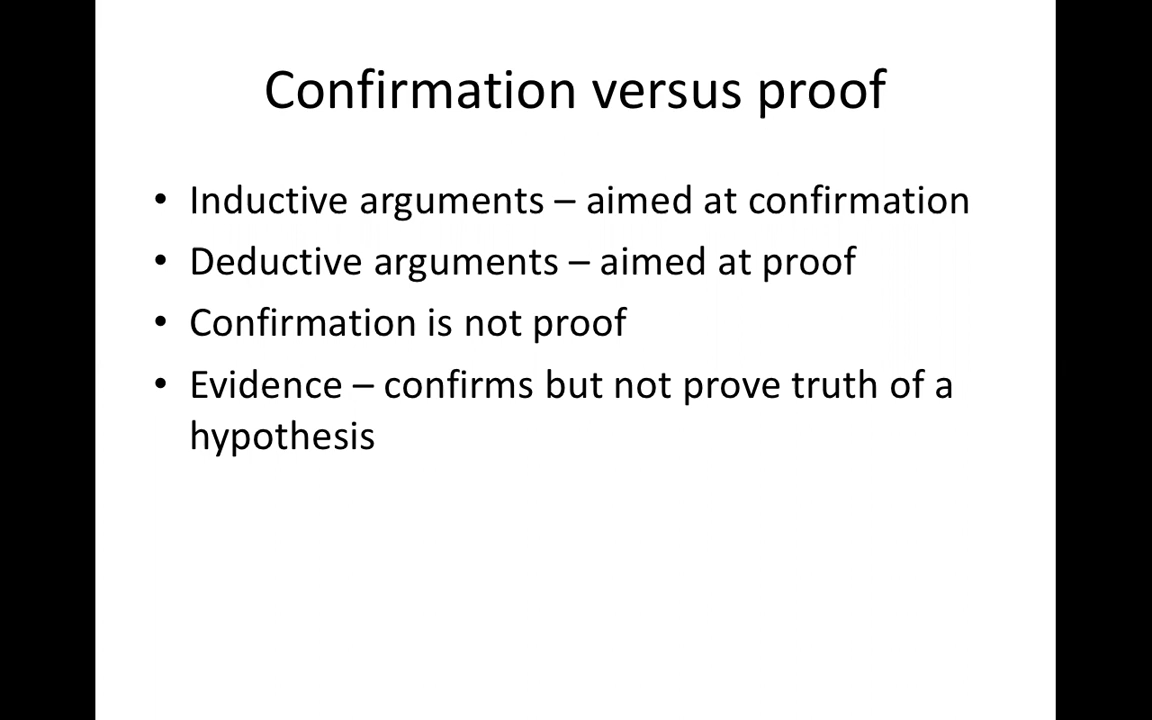 Confirmation versus proof
• Inductive arguments – aimed at confirmation
• Deductive arguments – aimed at proof
• Confirmation is not proof
• Evidence – confirms but not prove truth of a
hypothesis